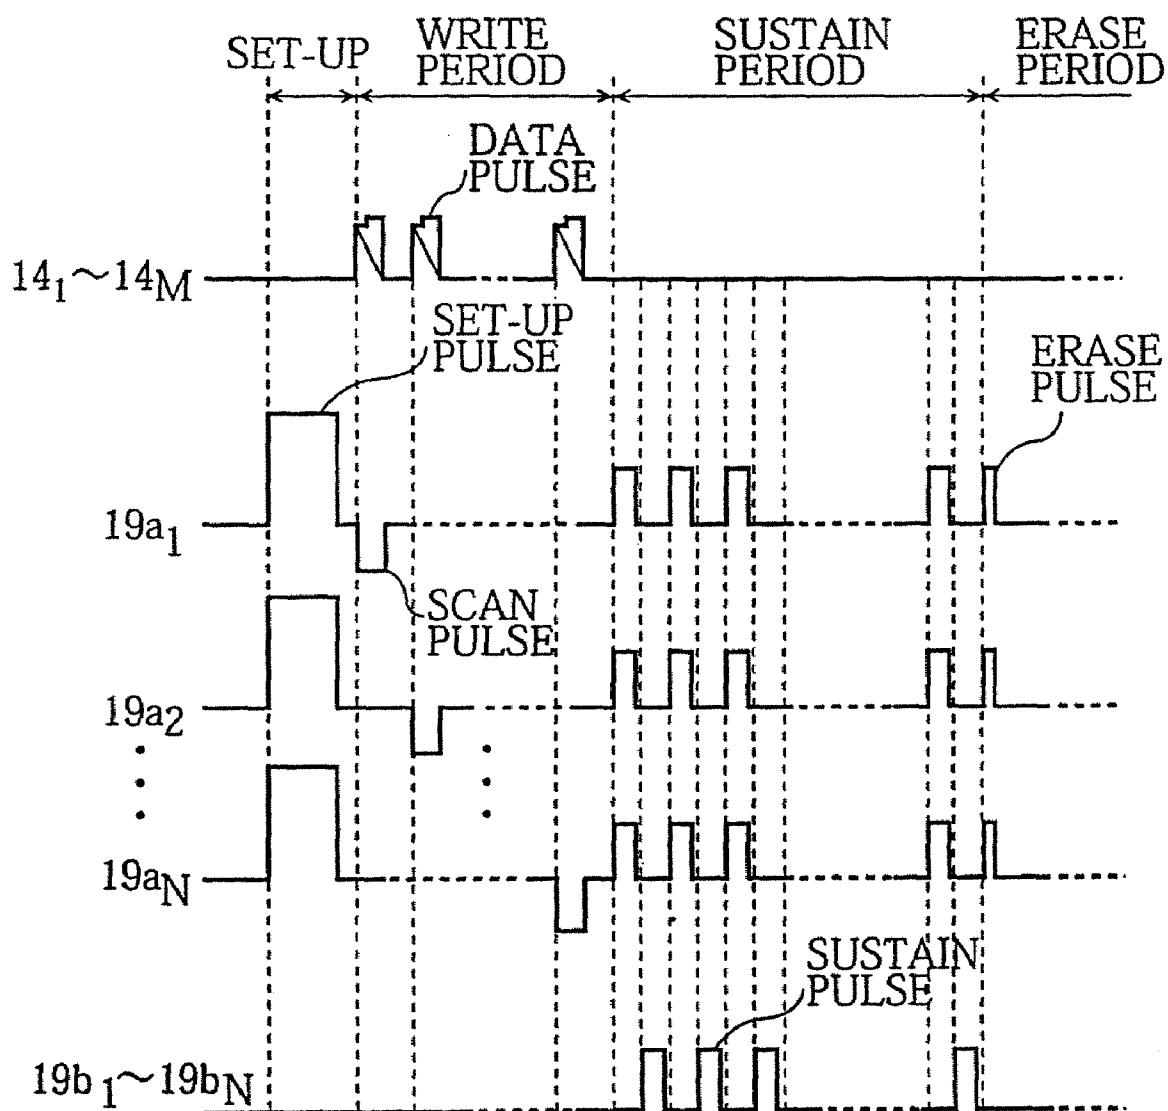 SET-UP
WRITE
PERIOD
SUSTAIN
PERIOD
ERASE
PERIOD
DATA
PULSE
14₁~14M
SET-UP
PULSE
ERASE
PULSE
19a₁
SCAN
PULSE
19a₂
19aN
SUSTAIN
PULSE
19b₁~19bN